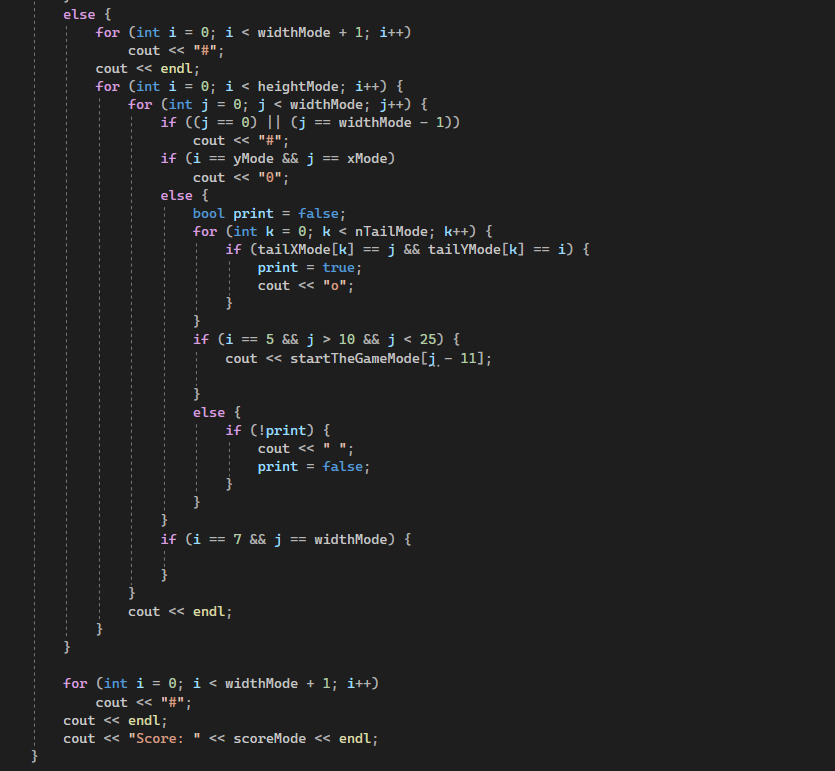 }
else {
for (int i = 0; i < widthMode + 1; i++)
cout << "#";
cout << endl;
for (int i = 0; i < heightMode; i++) {
for (int j = 0; j < widthMode; j++) {
if ((j == 0) || (j == widthMode - 1))
cout << "#";
if (i == yMode && j == xMode)
cout << "0";
else {
bool print = false;
for (int k = 0; k < nTailMode; k++) {
if (tailXMode[k] == j && tailYMode[k] == i) {
print = true;
cout << "o";
}
}
if (i == 5 && j > 10 && j < 25) {
cout << startTheGameMode[j - 11];
}
else {
if (!print) {
cout << " ";
print = false;
}
}
}
if (i == 7 && j == widthMode) {
}
}
cout << endl;
}
}
for (int i = 0; i < widthMode + 1; i++)
cout << "#";
cout << endl;
cout << "Score: " << scoreMode << endl;
}